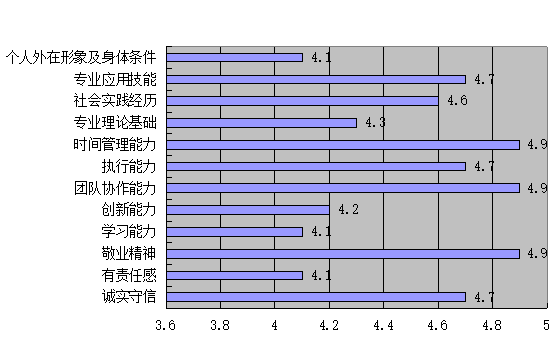 个人外在形象及身体条件 4.1
专业应用技能 4.7
社会实践经历 4.6
专业理论基础 4.3
时间管理能力 4.9
执行能力 4.7
团队协作能力 4.9
创新能力 4.2
学习能力 4.1
敬业精神 4.9
有责任感 4.1
诚实守信 4.7
3.6 3.8 4 4.2 4.4 4.6 4.8 5